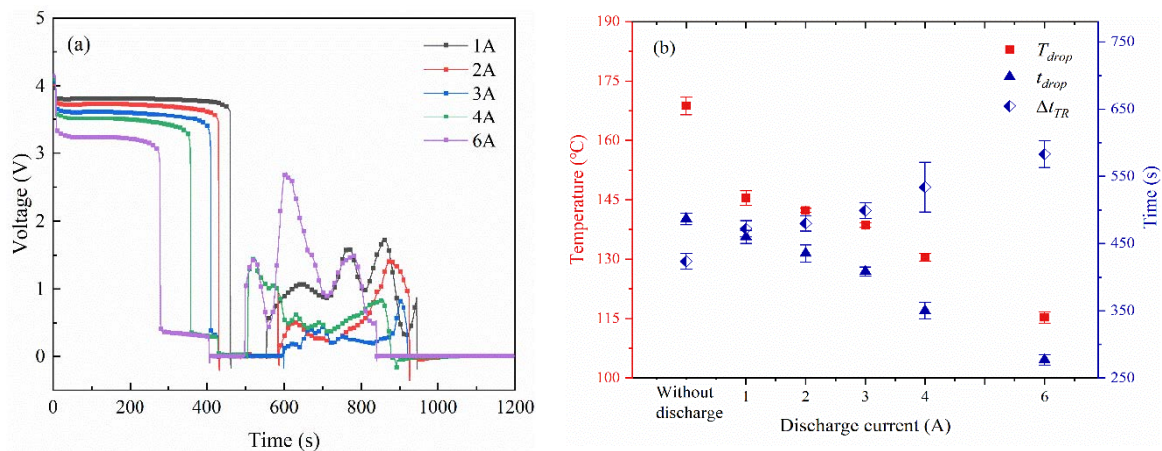 (a)
1A
2A
3A
4A
6A
Voltage (V)
5
4
3
2
1
0
0 200 400 600 800 1000 1200
Time (s)
(b)
T_drop
t_drop
Δt_TR
Temperature (°C)
190
175
160
145
130
115
100
Time (s)
750
650
550
450
350
250
Without discharge
1 2 3 4 6
Discharge current (A)